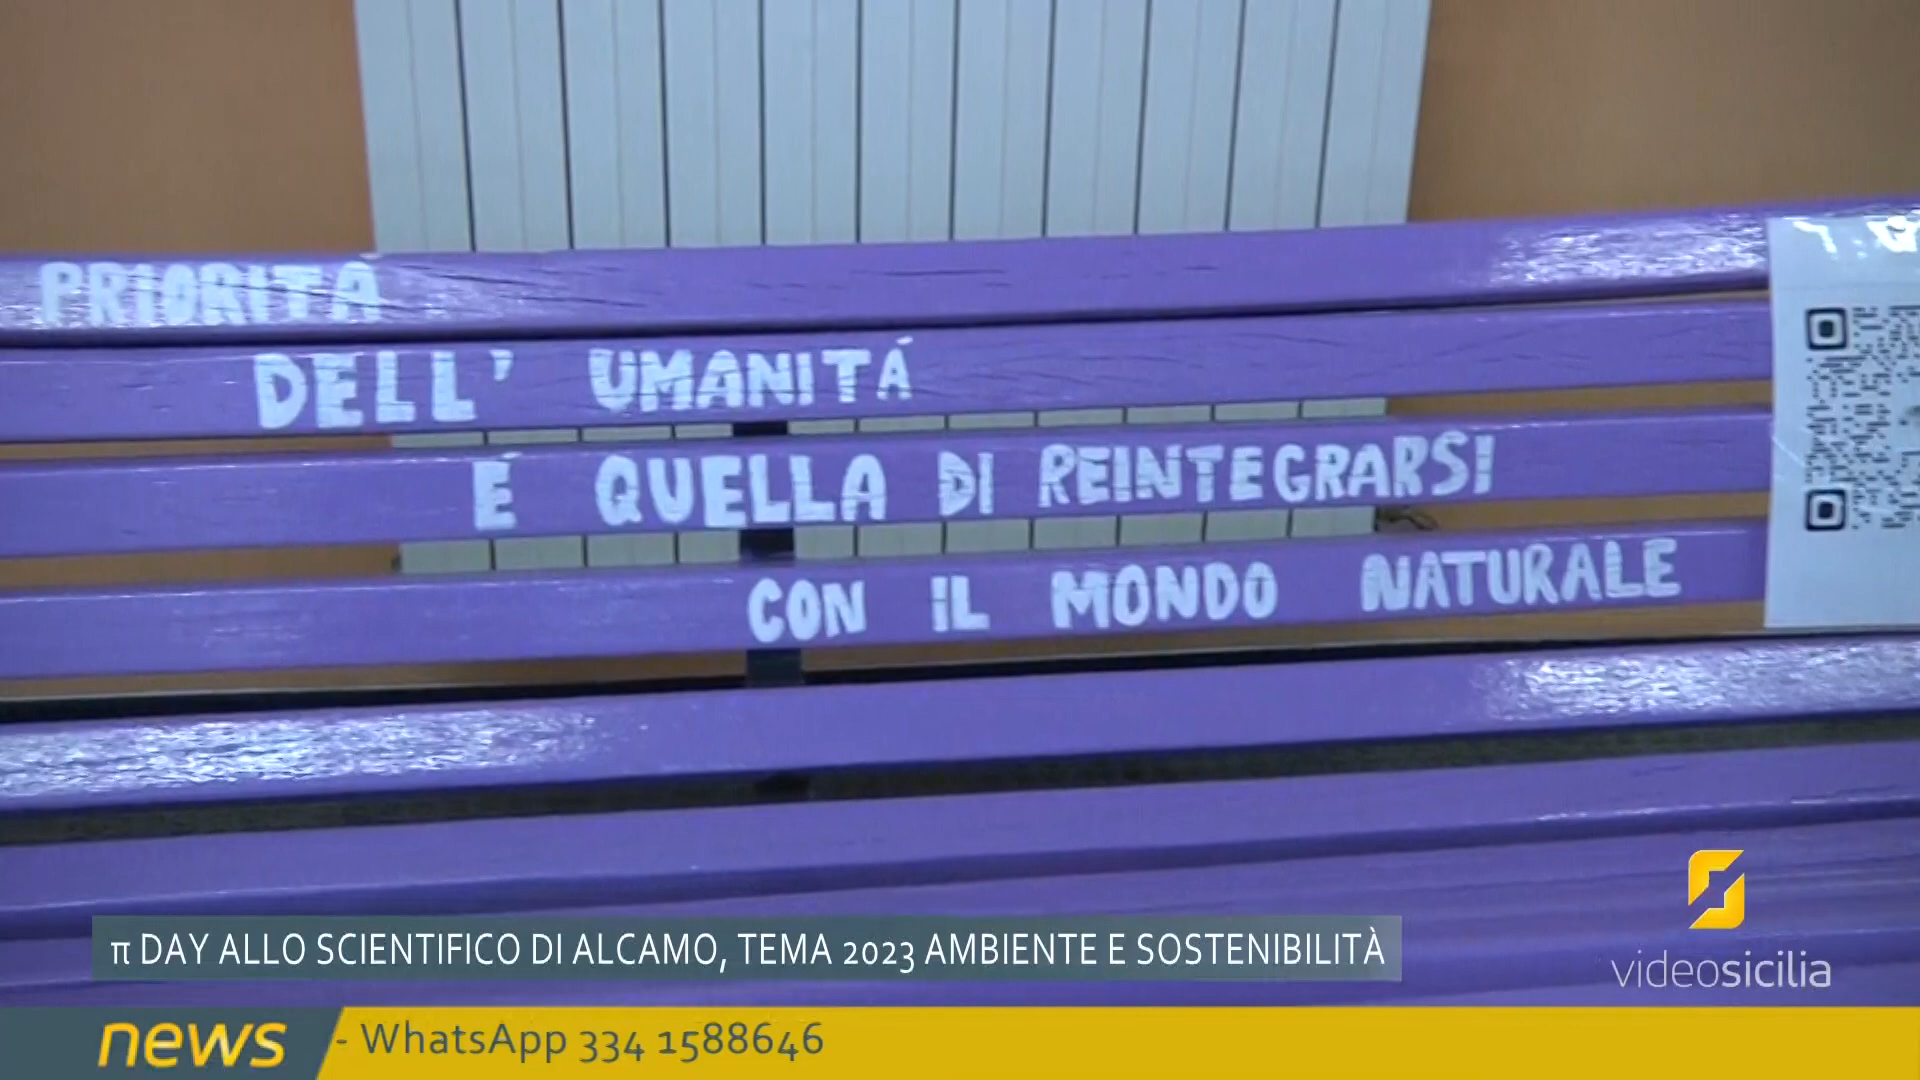 PRIORITÀ
DELL' UMANITÁ
É QUELLA DI REINTEGRARSI
CON IL MONDO NATURALE
π DAY ALLO SCIENTIFICO DI ALCAMO, TEMA 2023 AMBIENTE E SOSTENIBILITÀ
videosicilia
news - WhatsApp 334 1588646